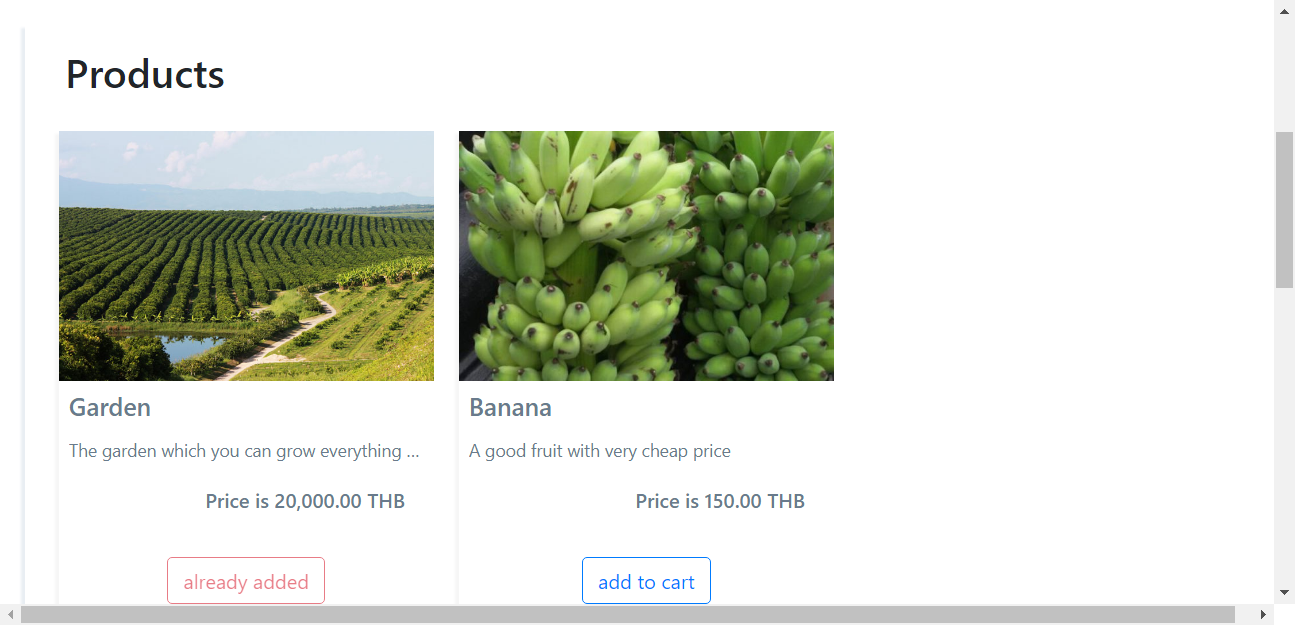 Products
Garden
The garden which you can grow everything ...
Price is 20,000.00 THB
already added
Banana
A good fruit with very cheap price
Price is 150.00 THB
add to cart